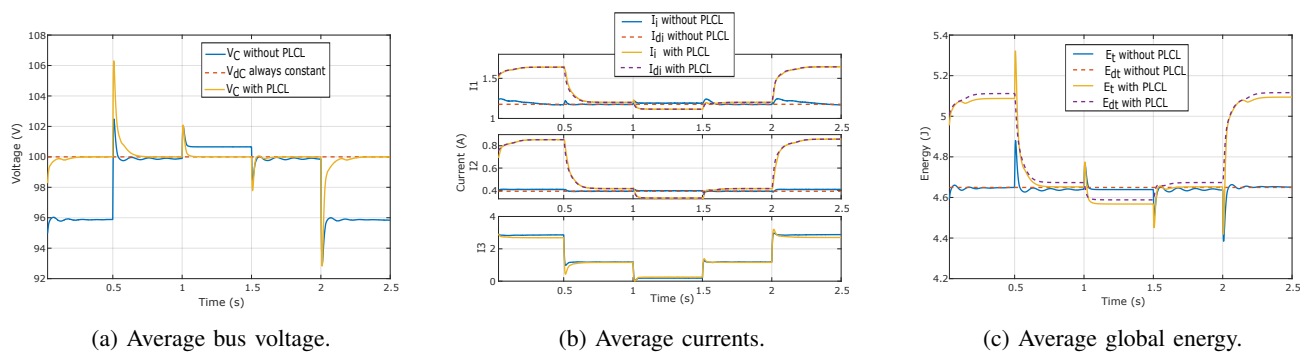 108
106
104
102
100
98
96
94
92
Voltage (V)
V_C without PLCL
V_dC always constant
V_C with PLCL
0.5
1
1.5
2
2.5
Time (s)
(a) Average bus voltage.
I_i without PLCL
I_di without PLCL
I_i with PLCL
I_di with PLCL
1.5
1
I1
0.5
1
1.5
2
2.5
0.8
0.6
0.4
Current (A)
I2
0.5
1
1.5
2
2.5
4
2
0
I3
0.5
1
1.5
2
2.5
Time (s)
(b) Average currents.
5.4
5.2
5
4.8
4.6
4.4
4.2
Energy (J)
E_t without PLCL
E_dt without PLCL
E_t with PLCL
E_dt with PLCL
0.5
1
1.5
2
2.5
Time (s)
(c) Average global energy.